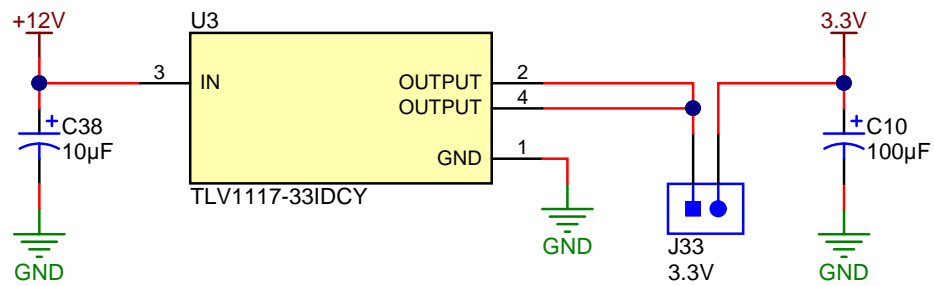 +12V
U3
3.3V
3
IN
OUTPUT
2
OUTPUT
4
+
C38
10µF
+
C10
100µF
GND
1
TLV1117-33IDCY
GND
GND
J33
3.3V
GND